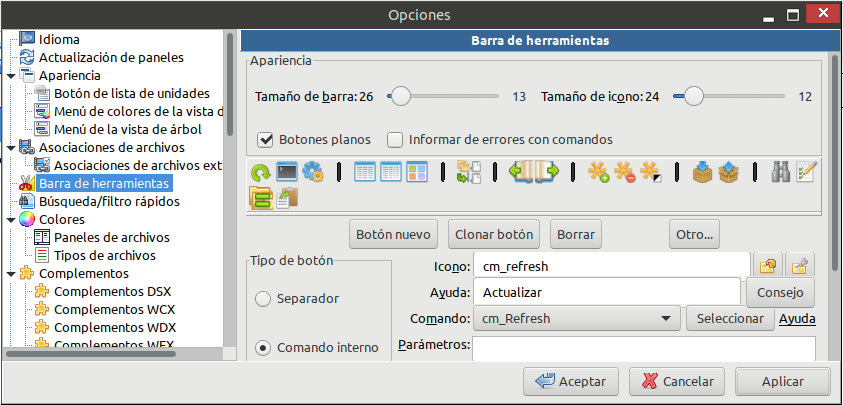 Opciones
Idioma
Actualización de paneles
Apariencia
Botón de lista de unidades
Menú de colores de la vista d
Menú de la vista de árbol
Asociaciones de archivos
Asociaciones de archivos ext
Barra de herramientas
Búsqueda/filtro rápidos
Colores
Paneles de archivos
Tipos de archivos
Complementos
Complementos DSX
Complementos WCX
Complementos WDX
Complementos WFX
Barra de herramientas
Apariencia
Tamaño de barra: 26 13 Tamaño de icono: 24 12
Botones planos Informar de errores con comandos
Botón nuevo Clonar botón Borrar Otro...
Tipo de botón
Separador
Comando interno
Icono: cm_refresh
Ayuda: Actualizar Consejo
Comando: cm_Refresh Seleccionar Ayuda
Parámetros:
Aceptar Cancelar Aplicar